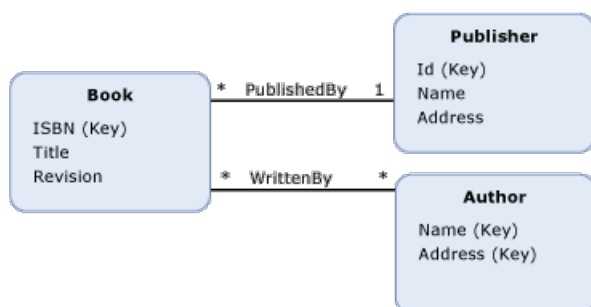 Publisher
Id (Key)
Name
Address
Book
ISBN (Key)
Title
Revision
* PublishedBy 1
* WrittenBy *
Author
Name (Key)
Address (Key)